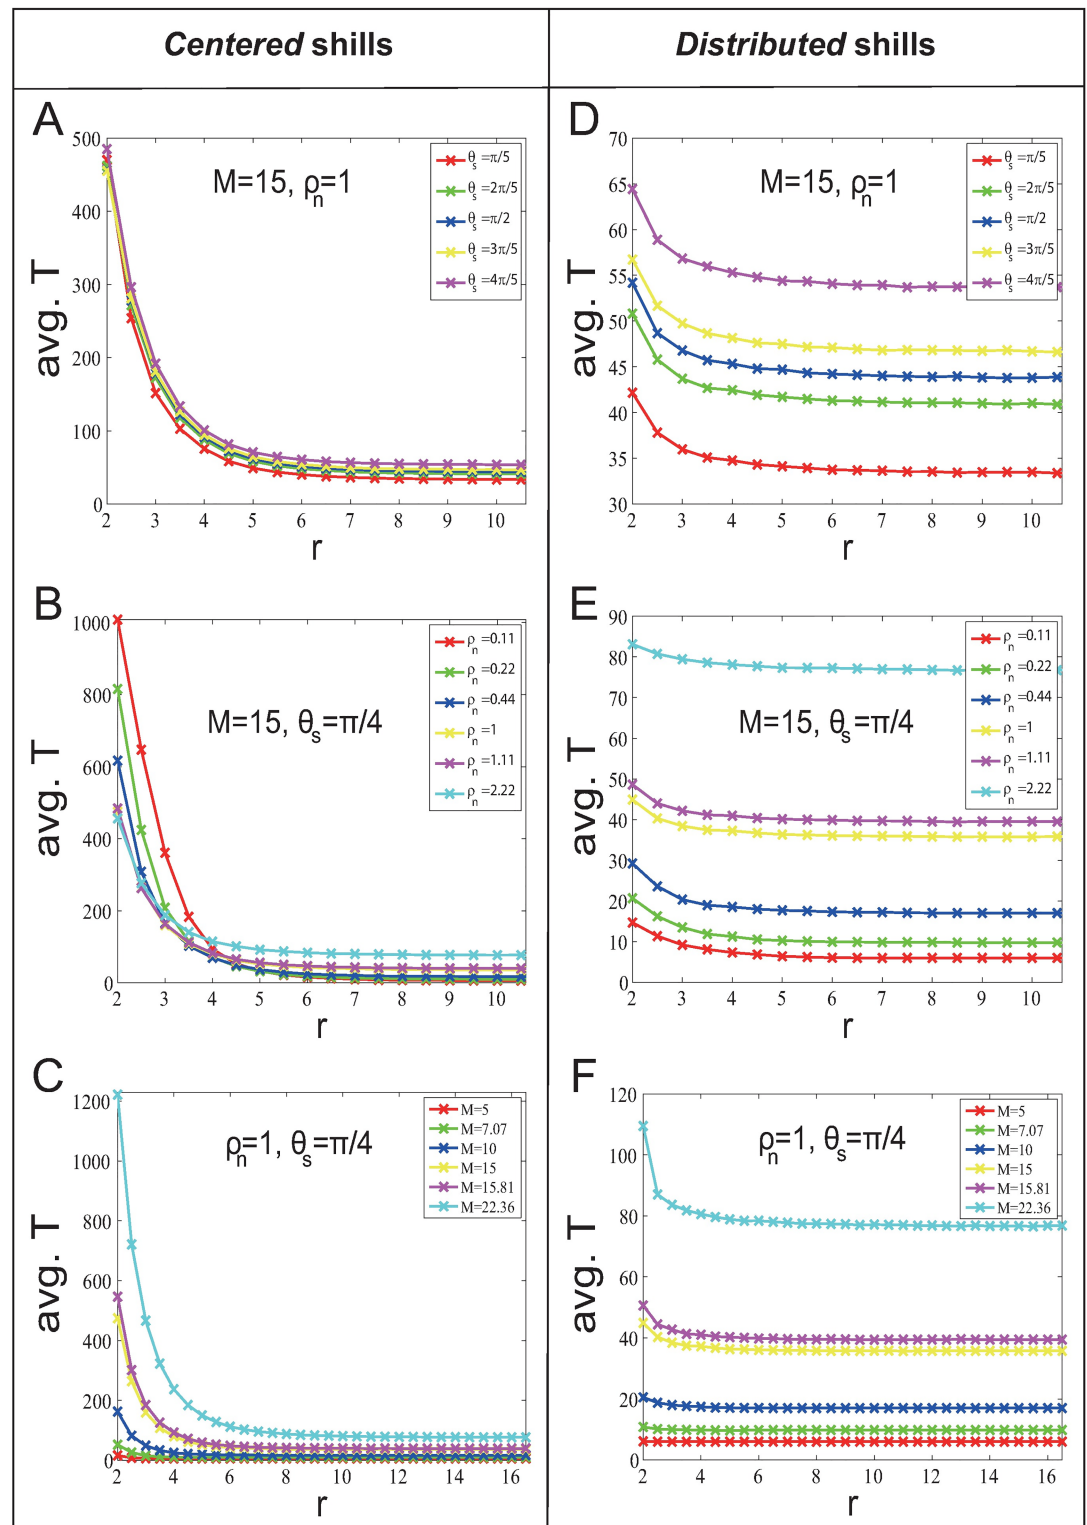 Centered shills
Distributed shills
A
500
400
300
200
100
0
avg. T
M=15, ρn=1
θs=π/5
θs=2π/5
θs=π/2
θs=3π/5
θs=4π/5
2 3 4 5 6 7 8 9 10
r
D
70
65
60
55
50
45
40
35
30
avg. T
M=15, ρn=1
θs=π/5
θs=2π/5
θs=π/2
θs=3π/5
θs=4π/5
2 3 4 5 6 7 8 9 10
r
B
1000
800
600
400
200
0
avg. T
M=15, θs=π/4
ρn=0.11
ρn=0.22
ρn=0.44
ρn=1
ρn=1.11
ρn=2.22
2 3 4 5 6 7 8 9 10
r
E
90
80
70
60
50
40
30
20
10
0
avg. T
M=15, θs=π/4
ρn=0.11
ρn=0.22
ρn=0.44
ρn=1
ρn=1.11
ρn=2.22
2 3 4 5 6 7 8 9 10
r
C
1200
1000
800
600
400
200
0
avg. T
ρn=1, θs=π/4
M=5
M=7.07
M=10
M=15
M=15.81
M=22.36
2 4 6 8 10 12 14 16
r
F
120
100
80
60
40
20
0
avg. T
ρn=1, θs=π/4
M=5
M=7.07
M=10
M=15
M=15.81
M=22.36
2 4 6 8 10 12 14 16
r